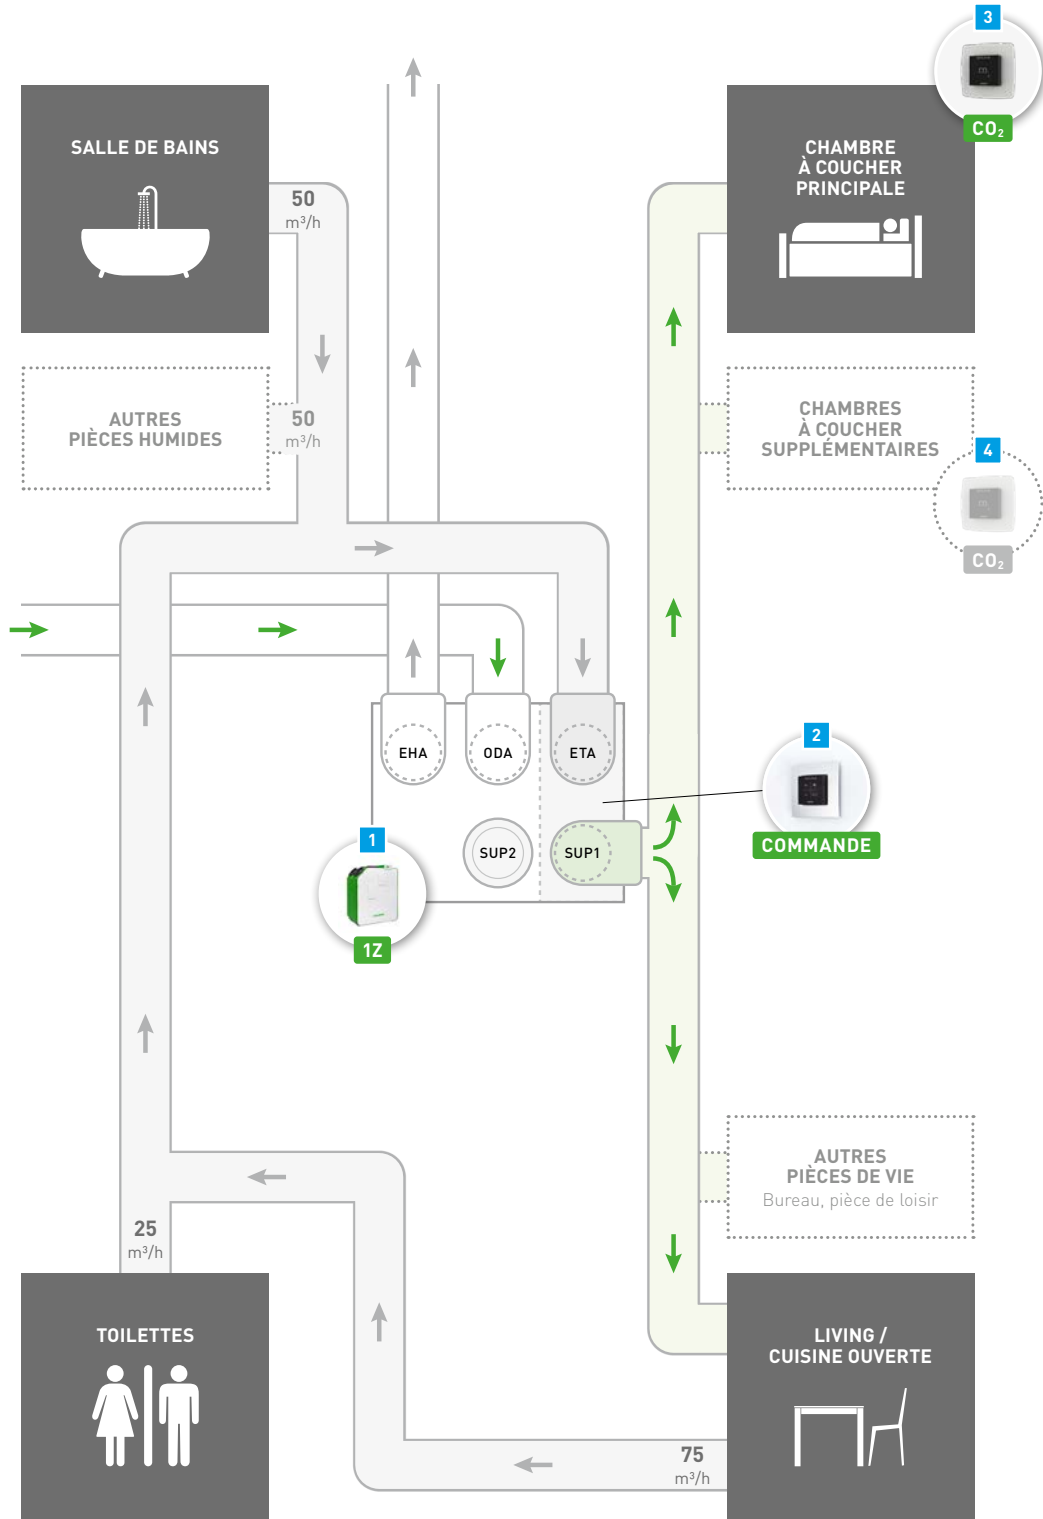 3
CO₂
SALLE DE BAINS
50
m³/h
CHAMBRE
À COUCHER
PRINCIPALE
AUTRES
PIÈCES HUMIDES
50
m³/h
CHAMBRES
À COUCHER
SUPPLÉMENTAIRES
4
CO₂
EHA
ODA
ETA
2
COMMANDE
SUP2
SUP1
1
1Z
AUTRES
PIÈCES DE VIE
Bureau, pièce de loisir
25
m³/h
TOILETTES
LIVING /
CUISINE OUVERTE
75
m³/h